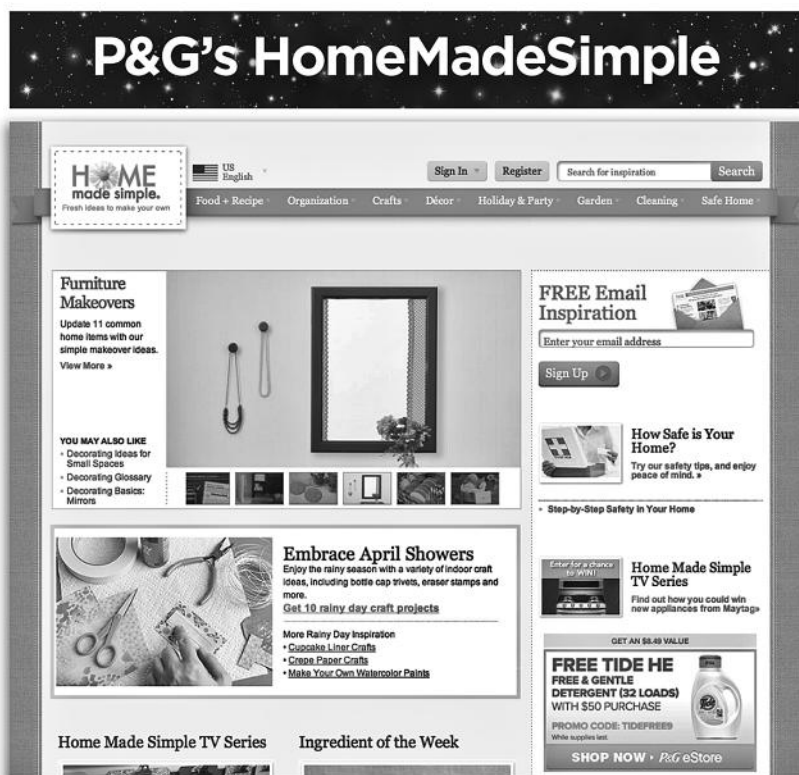 P&G's HomeMadeSimple
HOME
made simple.
Fresh ideas to make your own
US
English
Sign In
Register
Search for inspiration
Search
Food + Recipe
Organization
Crafts
Décor
Holiday & Party
Garden
Cleaning
Safe Home
Furniture
Makeovers
Update 11 common
home items with our
simple makeover ideas.
View More »
YOU MAY ALSO LIKE
• Decorating Ideas for
Small Spaces
• Decorating Glossary
• Decorating Basics:
Mirrors
FREE Email
Inspiration
Enter your email address
Sign Up
How Safe is Your
Home?
Try our safety tips, and enjoy
peace of mind. »
• Step-by-Step Safety in Your Home
Embrace April Showers
Enjoy the rainy season with a variety of indoor craft
ideas, including bottle cap trivets, eraser stamps and
more.
Get 10 rainy day craft projects
More Rainy Day Inspiration
• Cupcake Liner Crafts
• Crepe Paper Crafts
• Make Your Own Watercolor Paints
Enter for a chance
to WIN!
Home Made Simple
TV Series
Find out how you could win
new appliances from Maytag»
GET AN $8.49 VALUE
FREE TIDE HE
FREE & GENTLE
DETERGENT (32 LOADS)
WITH $50 PURCHASE
PROMO CODE: TIDEFREE9
While supplies last.
Tide
SHOP NOW › P&G eStore
Home Made Simple TV Series
Ingredient of the Week